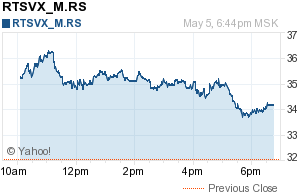 RTSVX_M.RS
RTSVX_M.RS May 5, 6:44pm MSK
37
36
35
34
33
32
© Yahoo!
10am 12pm 2pm 4pm 6pm
Previous Close